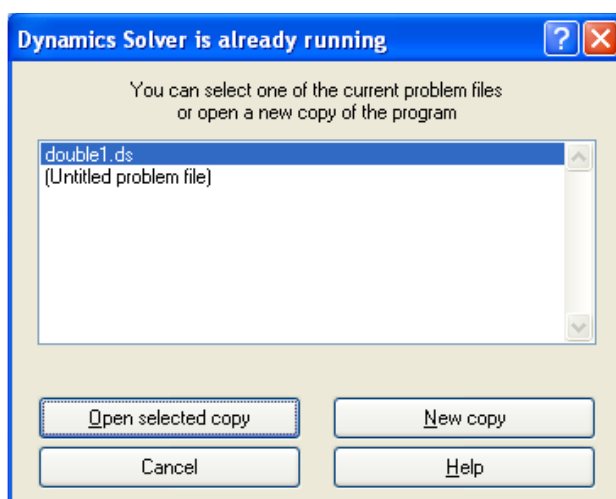 Dynamics Solver is already running
You can select one of the current problem files
or open a new copy of the program
double1.ds
(Untitled problem file)
Open selected copy
New copy
Cancel
Help